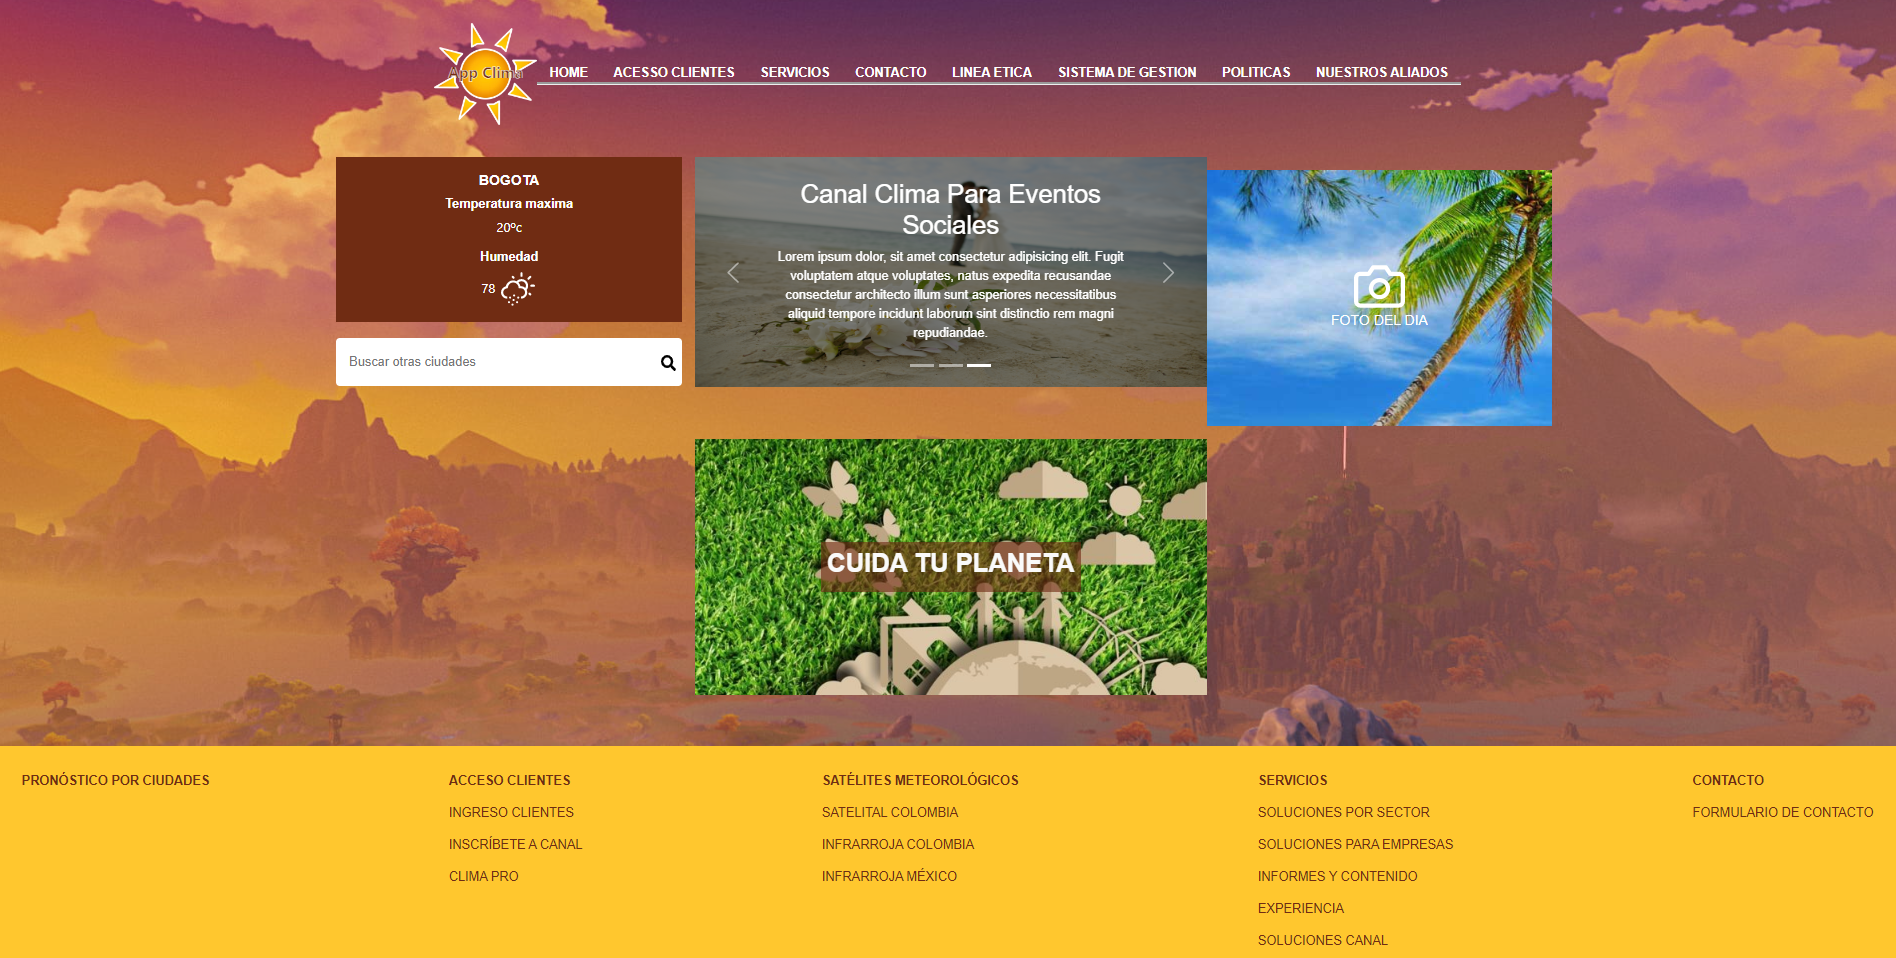 App Clima
HOME ACESSO CLIENTES SERVICIOS CONTACTO LINEA ETICA SISTEMA DE GESTION POLITICAS NUESTROS ALIADOS
BOGOTA
Temperatura maxima
20ºc
Humedad
78
Buscar otras ciudades
Canal Clima Para Eventos
Sociales
Lorem ipsum dolor, sit amet consectetur adipisicing elit. Fugit
voluptatem atque voluptates, natus expedita recusandae
consectetur architecto illum sunt asperiores necessitatibus
aliquid tempore incidunt laborum sint distinctio rem magni
repudiandae.
FOTO DEL DIA
CUIDA TU PLANETA
PRONÓSTICO POR CIUDADES
ACCESO CLIENTES
INGRESO CLIENTES
INSCRÍBETE A CANAL
CLIMA PRO
SATÉLITES METEOROLÓGICOS
SATELITAL COLOMBIA
INFRARROJA COLOMBIA
INFRARROJA MÉXICO
SERVICIOS
SOLUCIONES POR SECTOR
SOLUCIONES PARA EMPRESAS
INFORMES Y CONTENIDO
EXPERIENCIA
SOLUCIONES CANAL
CONTACTO
FORMULARIO DE CONTACTO